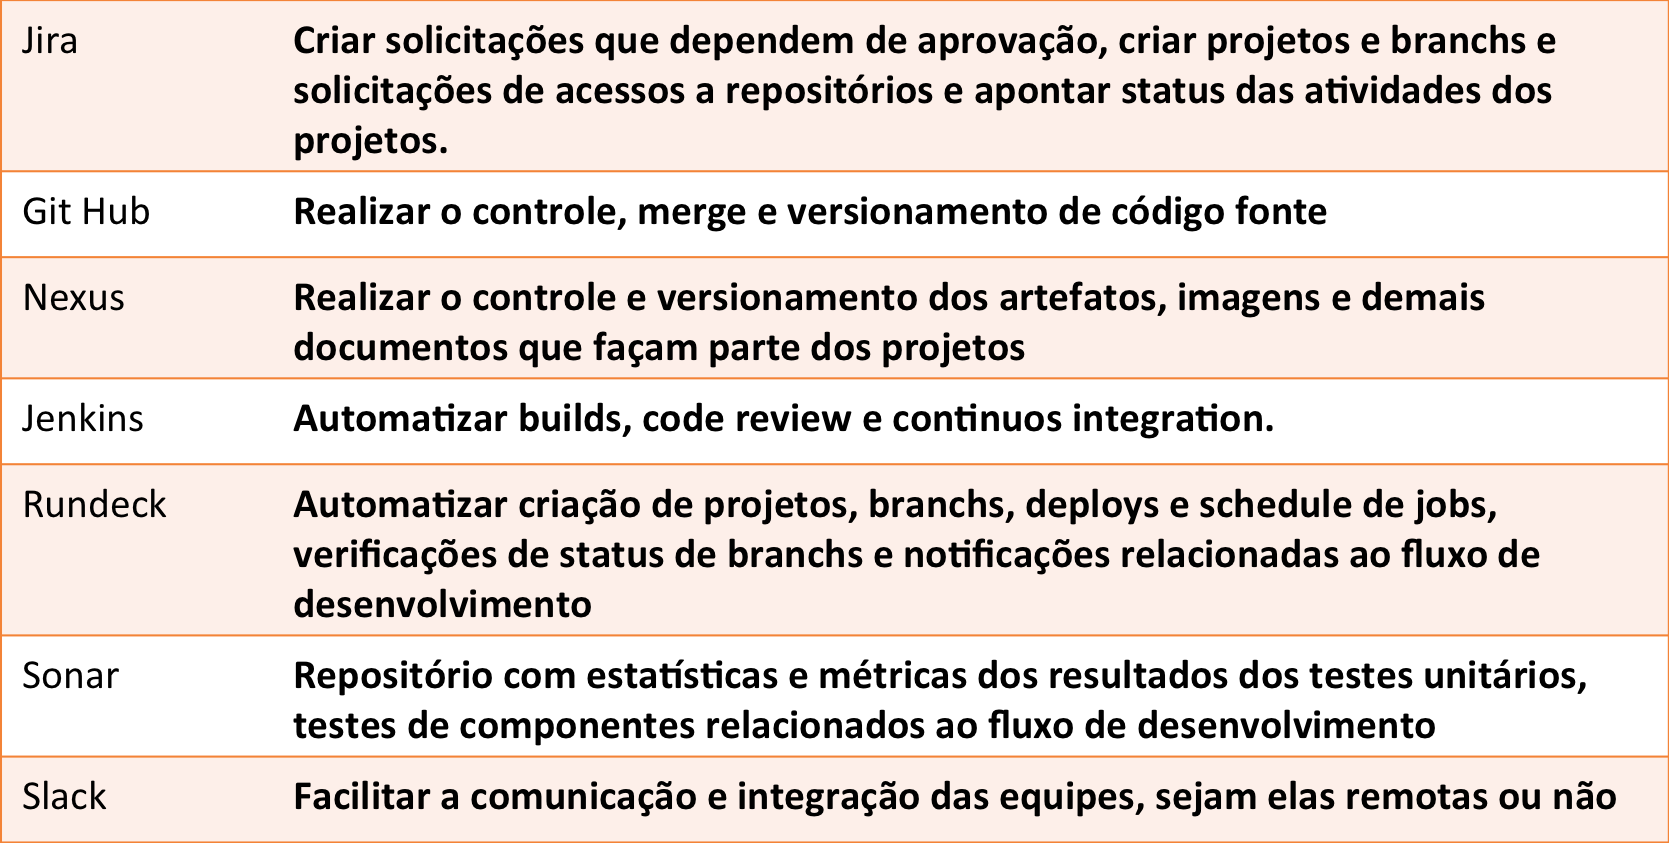 Jira
Criar solicitações que dependem de aprovação, criar projetos e branchs e
solicitações de acessos a repositórios e apontar status das atividades dos
projetos.
Git Hub
Realizar o controle, merge e versionamento de código fonte
Nexus
Realizar o controle e versionamento dos artefatos, imagens e demais
documentos que façam parte dos projetos
Jenkins
Automatizar builds, code review e continuos integration.
Rundeck
Automatizar criação de projetos, branchs, deploys e schedule de jobs,
verificações de status de branchs e notificações relacionadas ao fluxo de
desenvolvimento
Sonar
Repositório com estatísticas e métricas dos resultados dos testes unitários,
testes de componentes relacionados ao fluxo de desenvolvimento
Slack
Facilitar a comunicação e integração das equipes, sejam elas remotas ou não